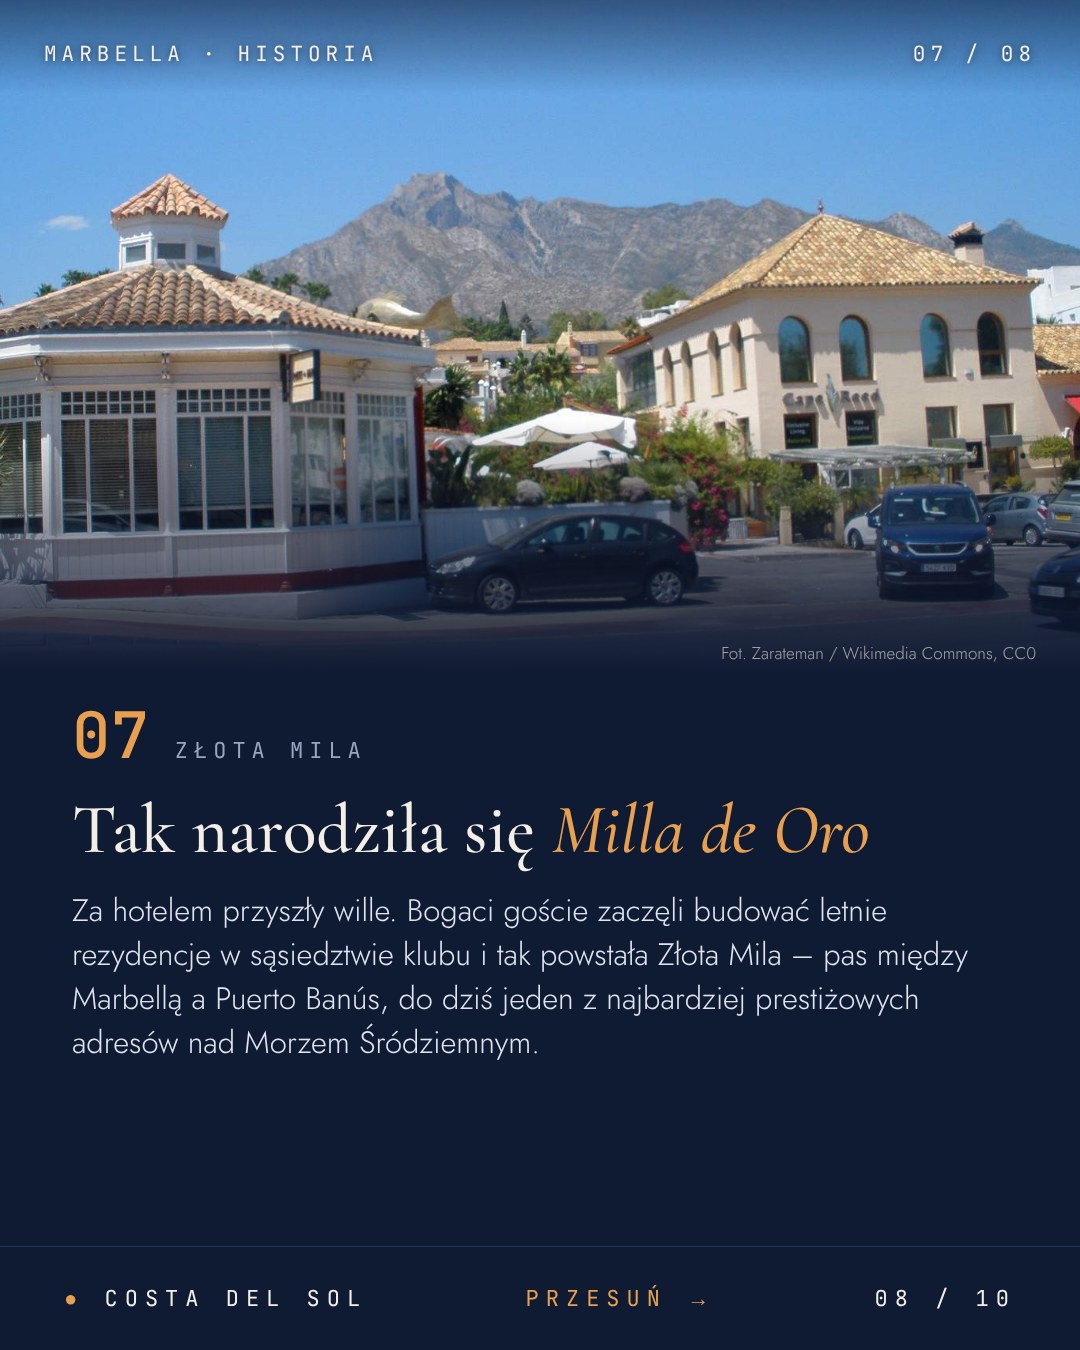 MARBELLA · HISTORIA
07 / 08
Cane Rosso
Fot. Zarateman / Wikimedia Commons, CC0
07 ZŁOTA MILA
Tak narodziła się Milla de Oro
Za hotelem przyszły wille. Bogaci goście zaczęli budować letnie
rezydencje w sąsiedztwie klubu i tak powstała Złota Mila – pas między
Marbellą a Puerto Banús, do dziś jeden z najbardziej prestiżowych
adresów nad Morzem Śródziemnym.
• COSTA DEL SOL
PRZESUŃ →
08 / 10